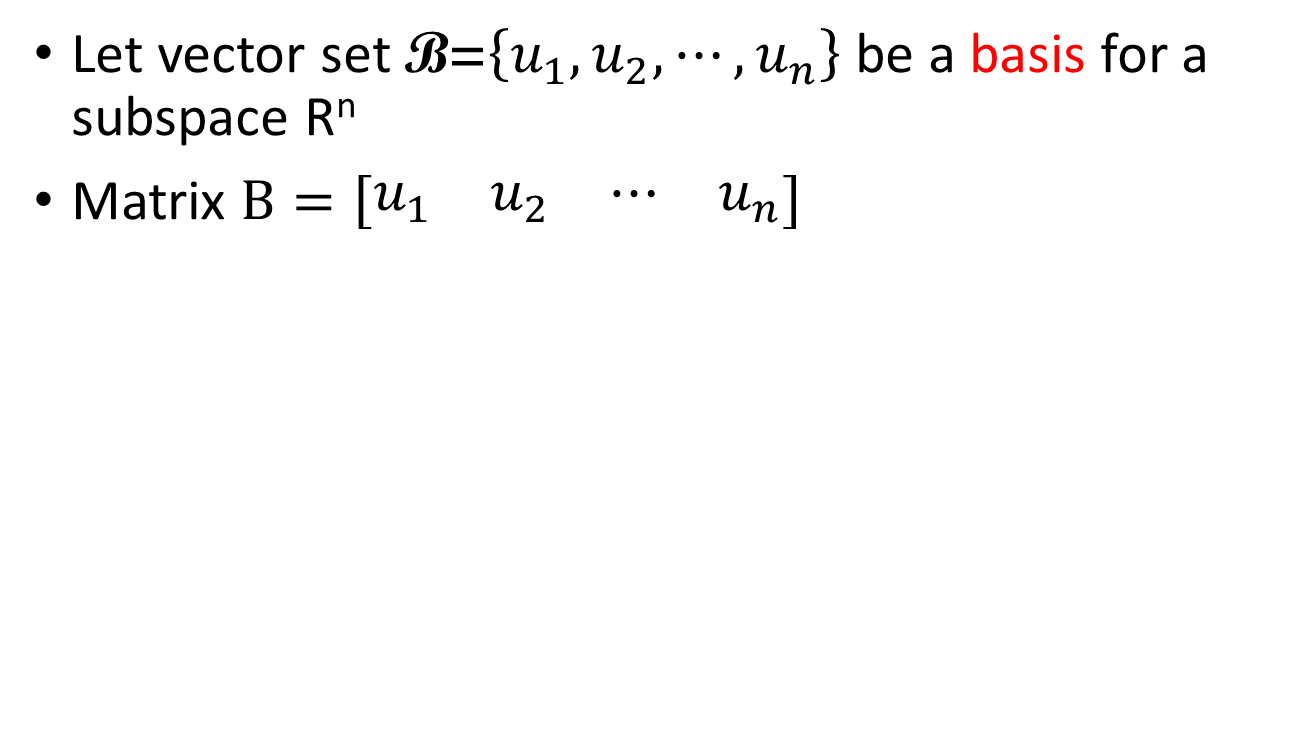 • Let vector set 𝓑={𝑢₁, 𝑢₂, ⋯ , 𝑢ₙ} be a basis for a
subspace Rⁿ
• Matrix B = [𝑢₁ 𝑢₂ ⋯ 𝑢ₙ]